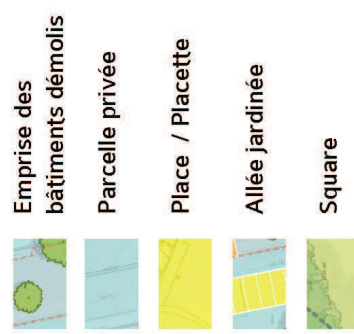 Emprise des
bâtiments démolis
Parcelle privée
Place / Placette
Allée jardinée
Square